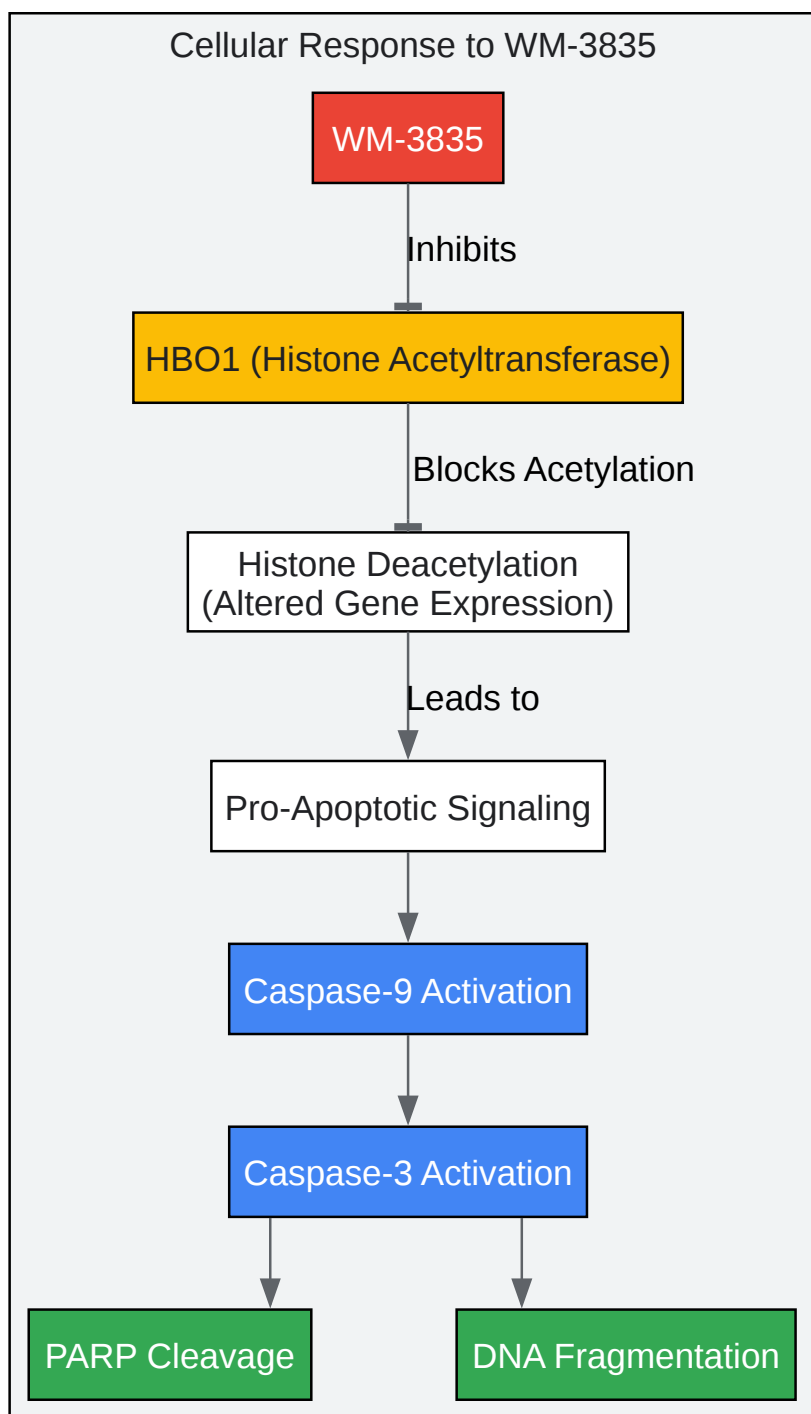 Cellular Response to WM-3835
WM-3835
Inhibits
HBO1 (Histone Acetyltransferase)
Blocks Acetylation
Histone Deacetylation
(Altered Gene Expression)
Leads to
Pro-Apoptotic Signaling
Caspase-9 Activation
Caspase-3 Activation
PARP Cleavage
DNA Fragmentation